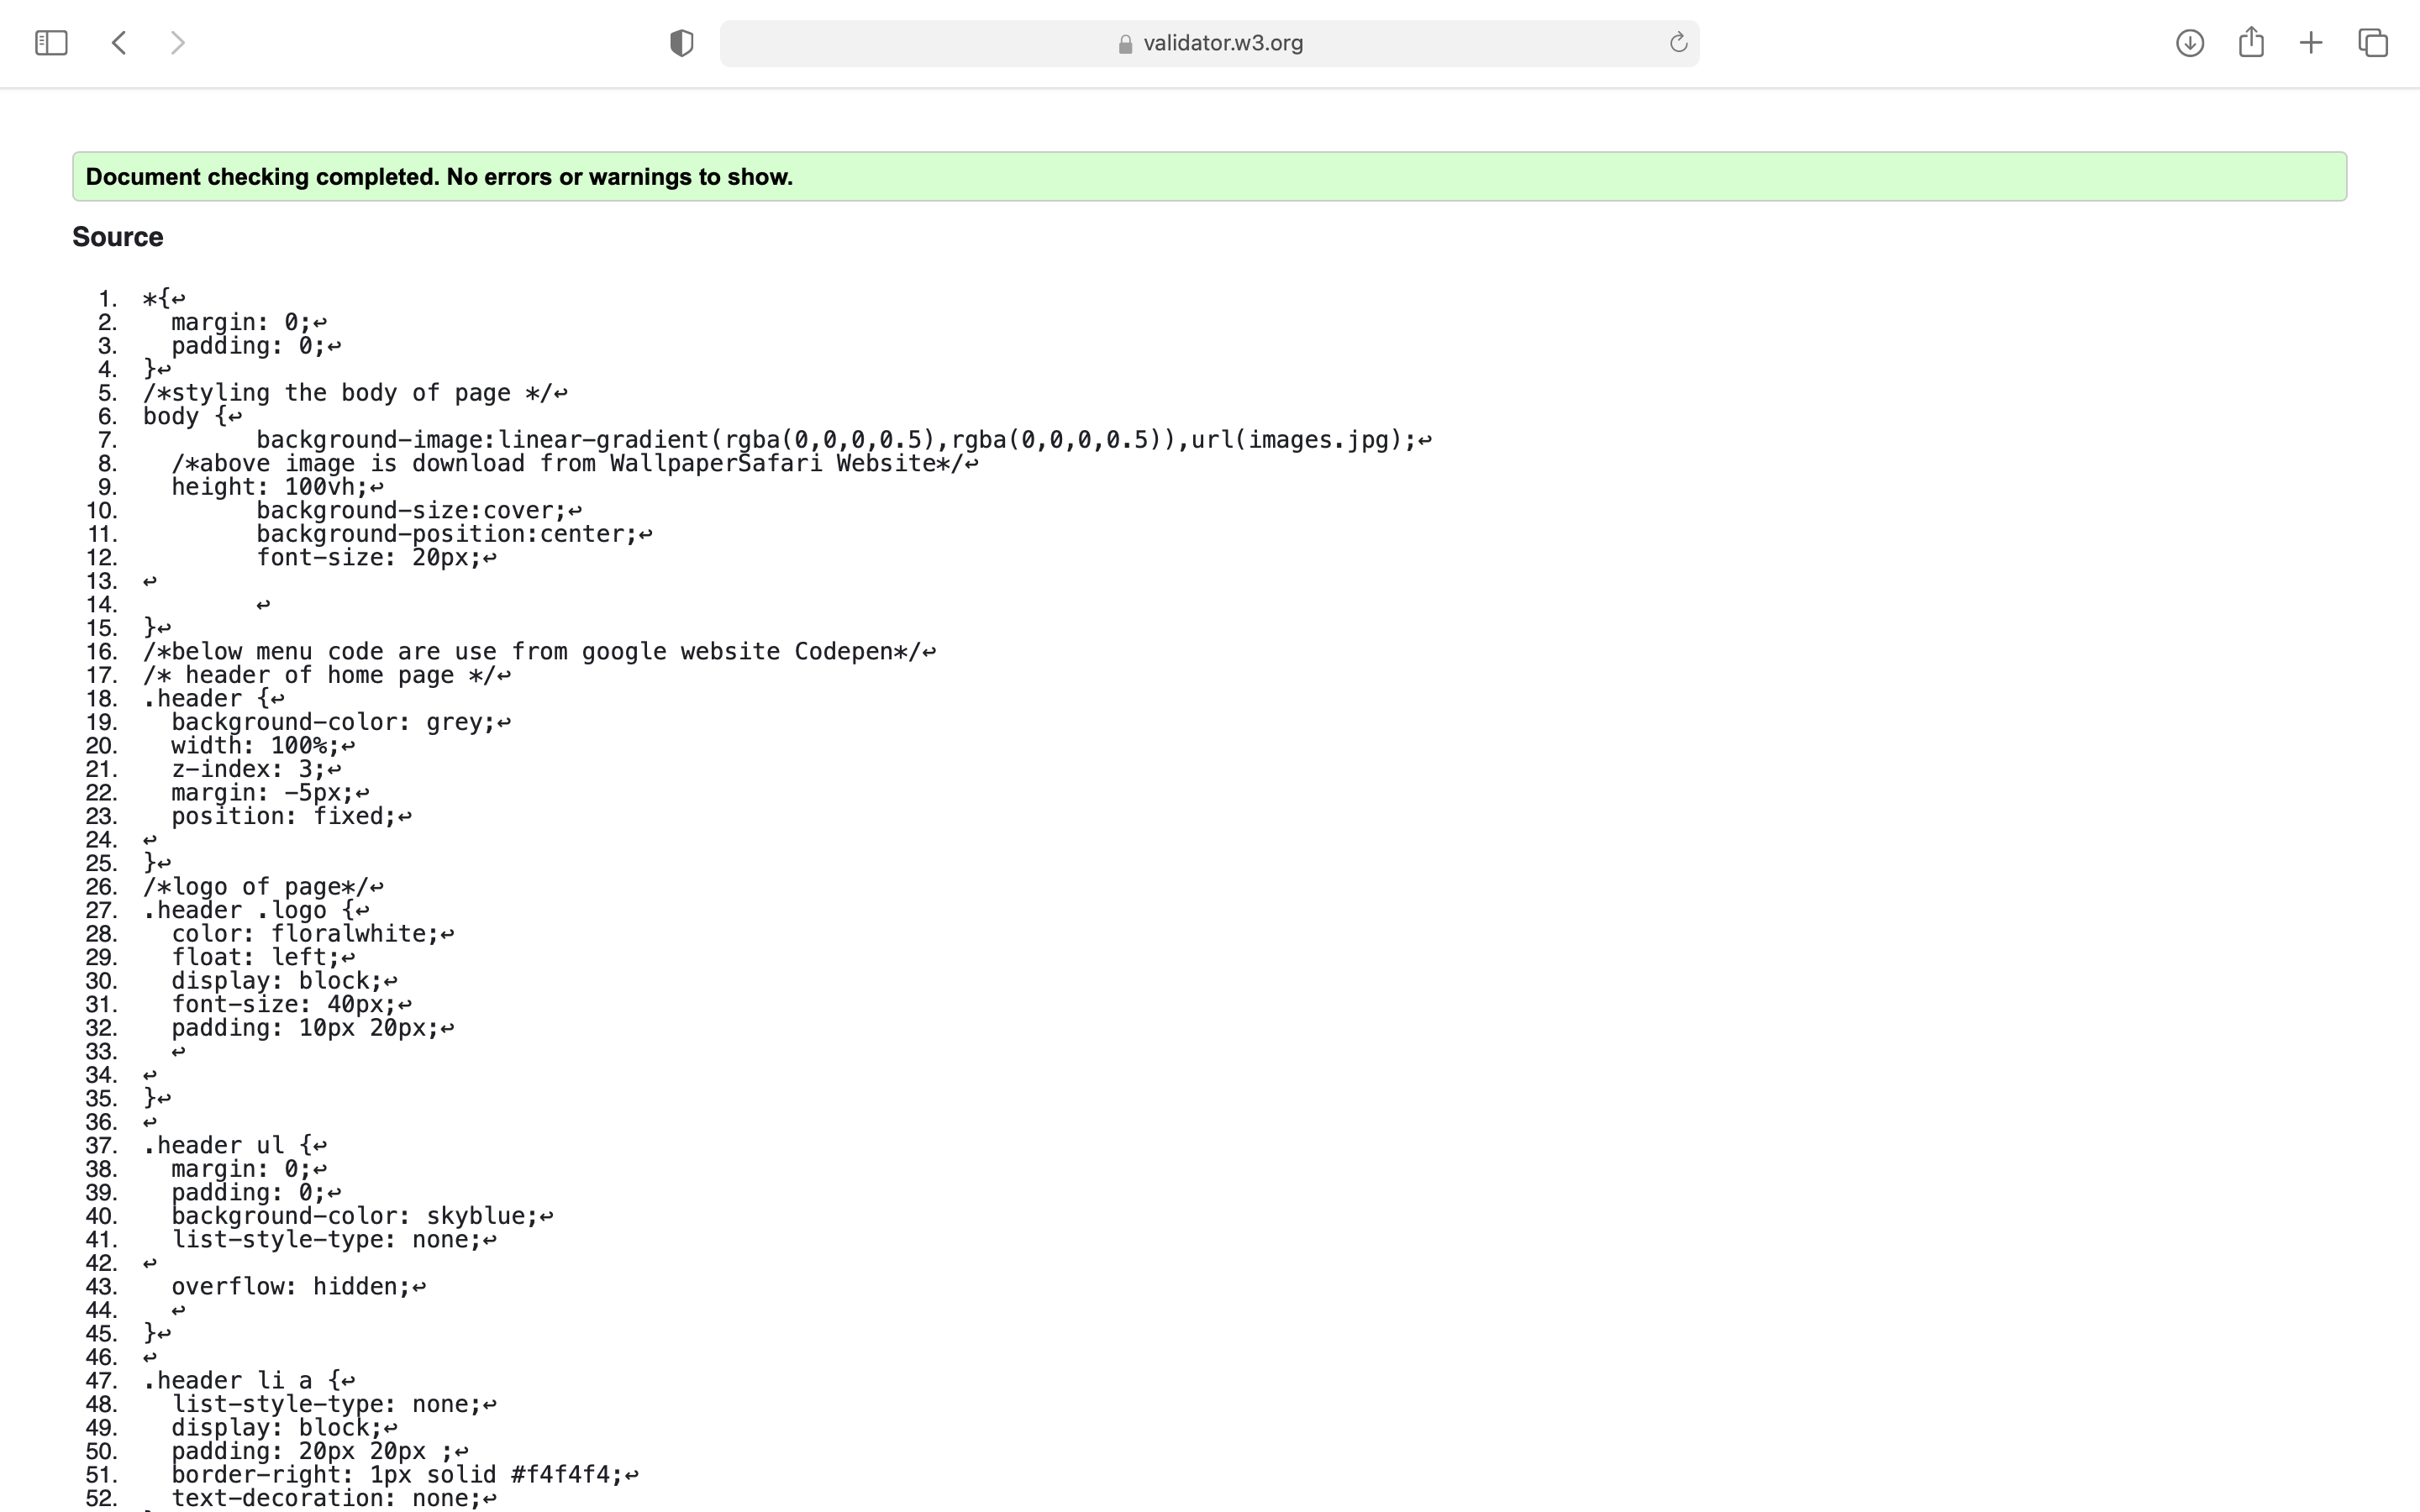 validator.w3.org
Document checking completed. No errors or warnings to show.
Source
1. *{↩
2.   margin: 0;↩
3.   padding: 0;↩
4. }↩
5. /*styling the body of page */↩
6. body {↩
7.         background-image:linear-gradient(rgba(0,0,0,0.5),rgba(0,0,0,0.5)),url(images.jpg);↩
8.   /*above image is download from WallpaperSafari Website*/↩
9.   height: 100vh;↩
10.         background-size:cover;↩
11.         background-position:center;↩
12.         font-size: 20px;↩
13. ↩
14.         ↩
15. }↩
16. /*below menu code are use from google website Codepen*/↩
17. /* header of home page */↩
18. .header {↩
19.   background-color: grey;↩
20.   width: 100%;↩
21.   z-index: 3;↩
22.   margin: -5px;↩
23.   position: fixed;↩
24. ↩
25. }↩
26. /*logo of page*/↩
27. .header .logo {↩
28.   color: floralwhite;↩
29.   float: left;↩
30.   display: block;↩
31.   font-size: 40px;↩
32.   padding: 10px 20px;↩
33.   ↩
34. ↩
35. }↩
36. ↩
37. .header ul {↩
38.   margin: 0;↩
39.   padding: 0;↩
40.   background-color: skyblue;↩
41.   list-style-type: none;↩
42. ↩
43.   overflow: hidden;↩
44.   ↩
45. }↩
46. ↩
47. .header li a {↩
48.   list-style-type: none;↩
49.   display: block;↩
50.   padding: 20px 20px ;↩
51.   border-right: 1px solid #f4f4f4;↩
52.   text-decoration: none;↩